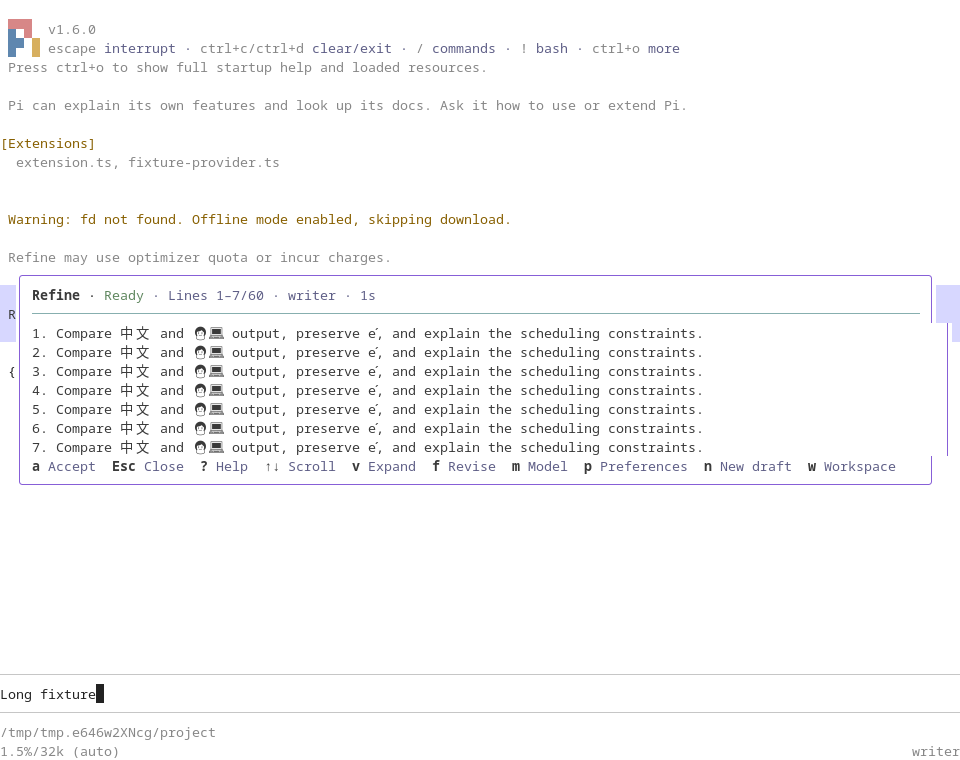 v1.6.0
escape interrupt · ctrl+c/ctrl+d clear/exit · / commands · ! bash · ctrl+o more
Press ctrl+o to show full startup help and loaded resources.
Pi can explain its own features and look up its docs. Ask it how to use or extend Pi.
[Extensions]
extension.ts, fixture-provider.ts
Warning: fd not found. Offline mode enabled, skipping download.
Refine may use optimizer quota or incur charges.
Refine · Ready · Lines 1–7/60 · writer · 1s
R
1. Compare 中文 and 👩‍💻 output, preserve é, and explain the scheduling constraints.
2. Compare 中文 and 👩‍💻 output, preserve é, and explain the scheduling constraints.
{ 3. Compare 中文 and 👩‍💻 output, preserve é, and explain the scheduling constraints.
4. Compare 中文 and 👩‍💻 output, preserve é, and explain the scheduling constraints.
5. Compare 中文 and 👩‍💻 output, preserve é, and explain the scheduling constraints.
6. Compare 中文 and 👩‍💻 output, preserve é, and explain the scheduling constraints.
7. Compare 中文 and 👩‍💻 output, preserve é, and explain the scheduling constraints.
a Accept Esc Close ? Help ↑↓ Scroll v Expand f Revise m Model p Preferences n New draft w Workspace
Long fixture
/tmp/tmp.e646w2XNcg/project
1.5%/32k (auto) writer